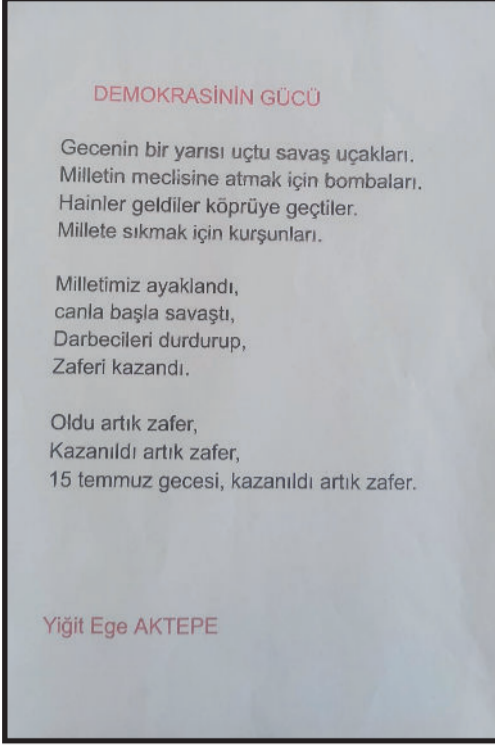 DEMOKRASİNİN GÜCÜ
Gecenin bir yarısı uçtu savaş uçakları.
Milletin meclisine atmak için bombaları.
Hainler geldiler köprüye geçtiler.
Millete sıkmak için kurşunları.
Milletimiz ayaklandı,
canla başla savaştı,
Darbecileri durdurup,
Zaferi kazandı.
Oldu artık zafer,
Kazanıldı artık zafer,
15 temmuz gecesi, kazanıldı artık zafer.
Yiğit Ege AKTEPE